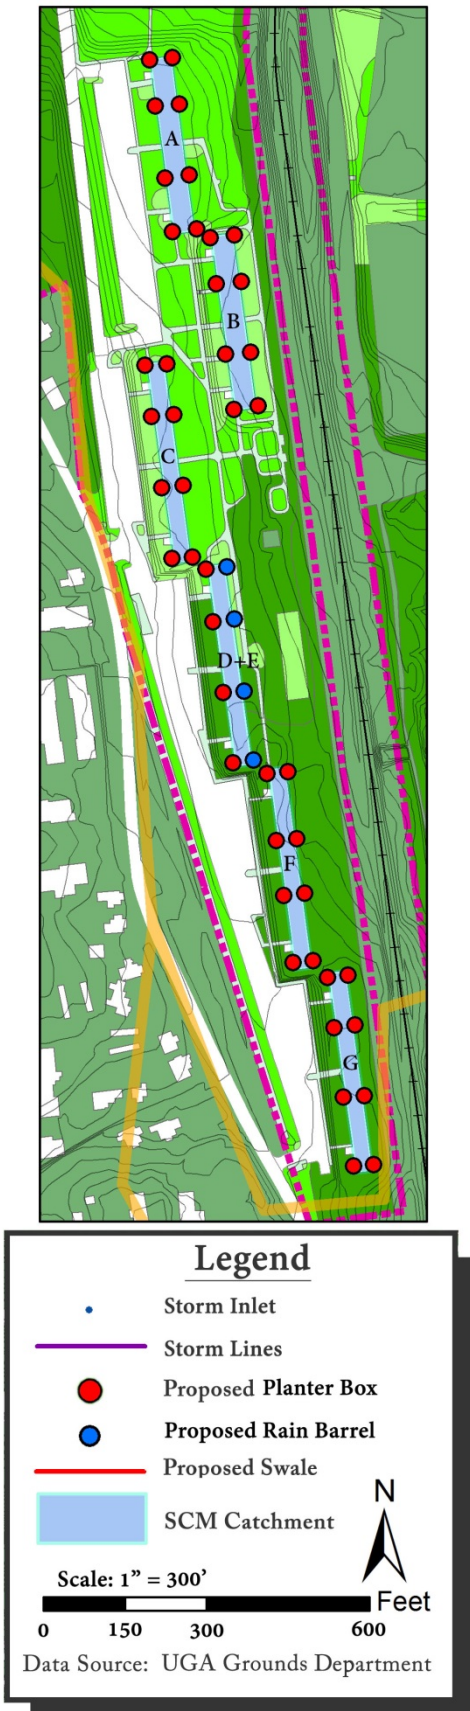 A
B
C
D+E
F
G
Legend
Storm Inlet
Storm Lines
Proposed Planter Box
Proposed Rain Barrel
Proposed Swale
SCM Catchment
N
Scale: 1” = 300’
Feet
0 150 300 600
Data Source: UGA Grounds Department